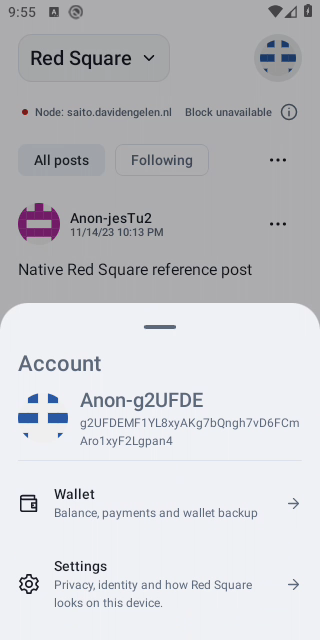 9:55
Red Square
Node: saito.davidengelen.nl Block unavailable
All posts Following
Anon-jesTu2
11/14/23 10:13 PM
Native Red Square reference post
Account
Anon-g2UFDE
g2UFDEMF1YL8xyAKg7bQngh7vD6FCm
Aro1xyF2Lgpan4
Wallet
Balance, payments and wallet backup
Settings
Privacy, identity and how Red Square
looks on this device.